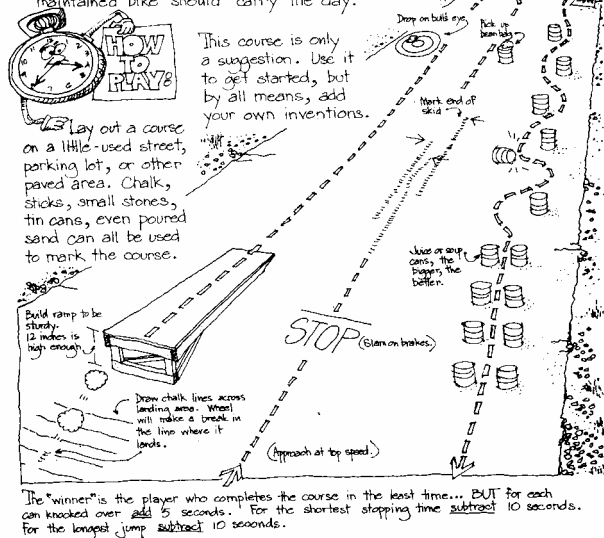 maintained bike should carry the day.
HOW
TO
PLAY:
This course is only
a suggestion. Use it
to get started, but
by all means, add
your own inventions.
Lay out a course
on a little-used street,
parking lot, or other
paved area. Chalk,
sticks, small stones,
tin cans, even poured
sand can all be used
to mark the course.
Drop on bulls eye
Pick up
bean bag
Mark end of
skid
Juice or soup
cans, the
bigger, the
better.
Build ramp to be
sturdy.
12 inches is
high enough.
STOP
(Slam on brakes.)
Draw chalk lines across
landing area. Wheel
will make a break in
the line where it
lands.
(Approach at top speed.)
The "winner" is the player who completes the course in the least time... BUT for each
can knocked over add 5 seconds. For the shortest stopping time subtract 10 seconds.
For the longest jump subtract 10 seconds.